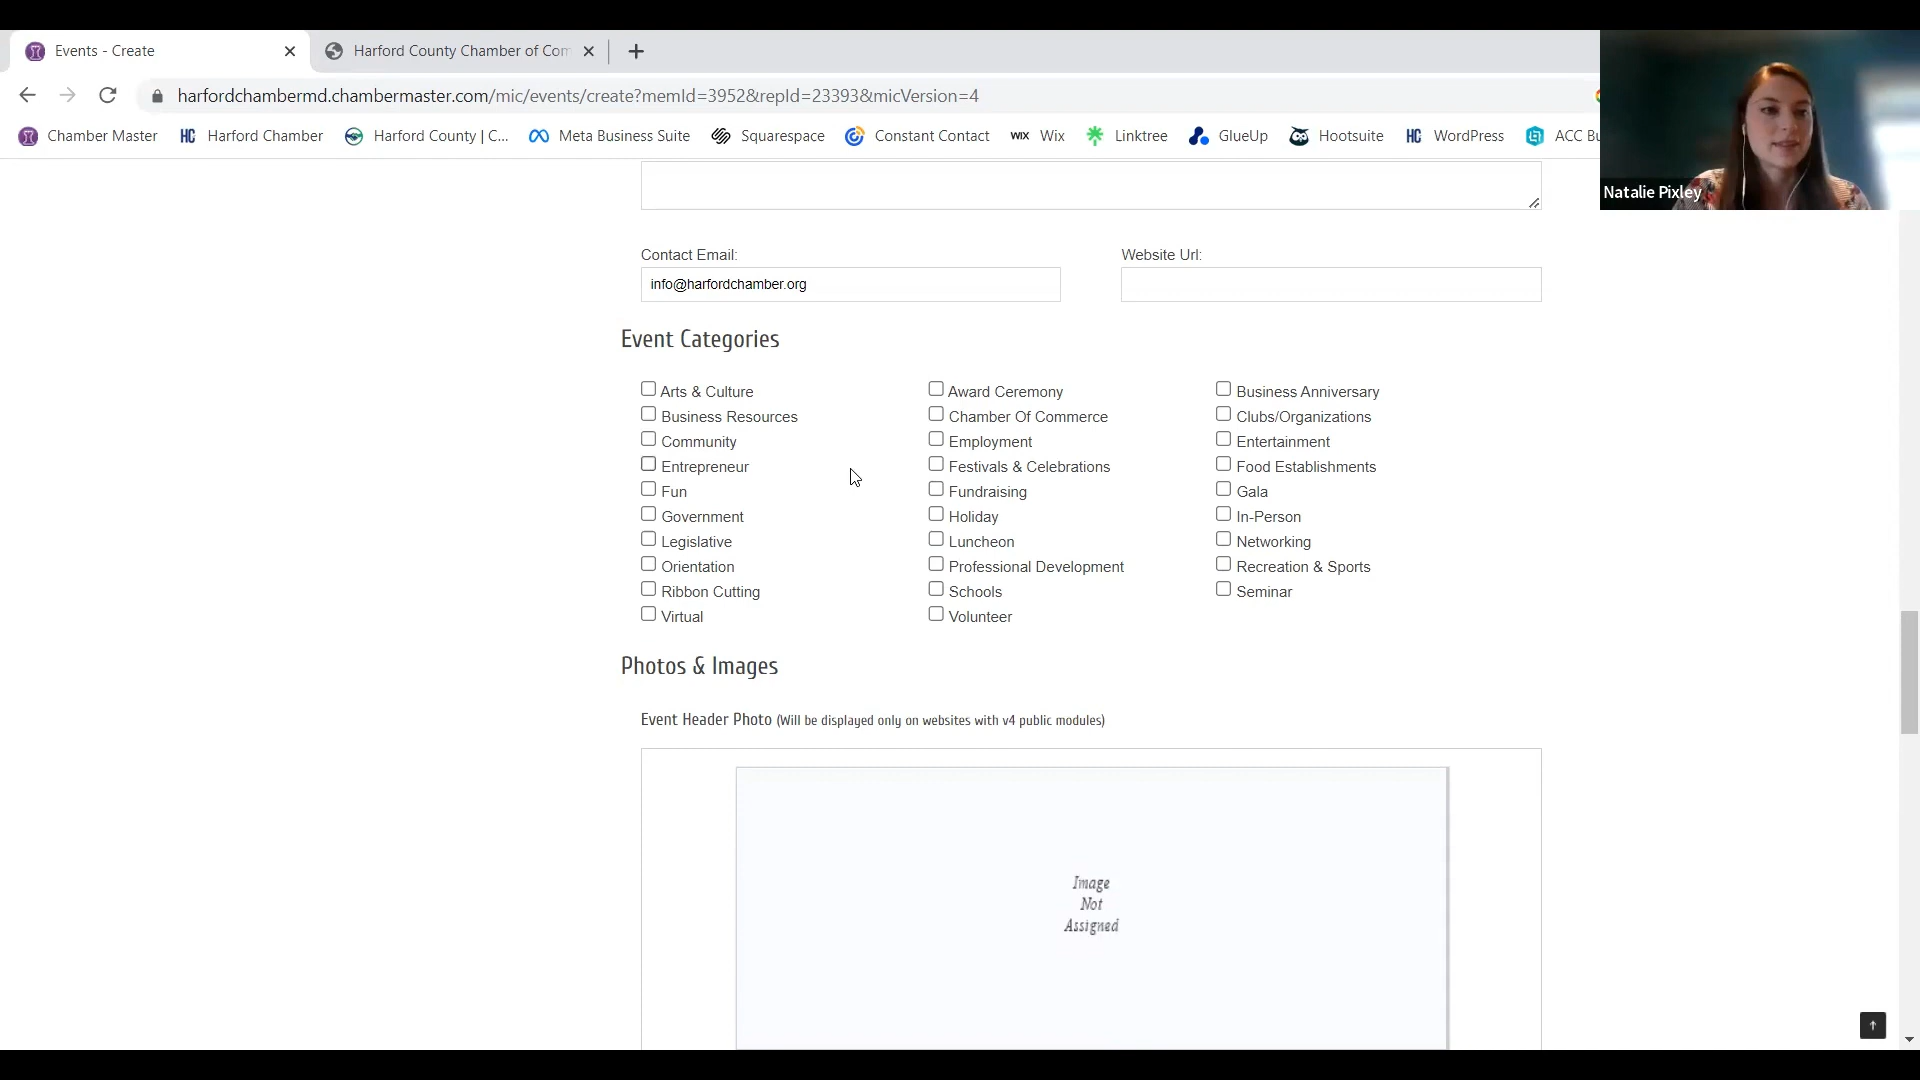 Events - Create
Harford County Chamber of Com
harfordchambermd.chambermaster.com/mic/events/create?memId=3952&repId=23393&micVersion=4
Chamber Master
HC Harford Chamber
Harford County | C...
Meta Business Suite
Squarespace
Constant Contact
WIX Wix
Linktree
GlueUp
Hootsuite
HC WordPress
ACC Bu
Natalie Pixley
Contact Email: Website Url:
info@harfordchamber.org
Event Categories
Arts & Culture Award Ceremony Business Anniversary
Business Resources Chamber Of Commerce Clubs/Organizations
Community Employment Entertainment
Entrepreneur Festivals & Celebrations Food Establishments
Fun Fundraising Gala
Government Holiday In-Person
Legislative Luncheon Networking
Orientation Professional Development Recreation & Sports
Ribbon Cutting Schools Seminar
Virtual Volunteer
Photos & Images
Event Header Photo (Will be displayed only on websites with v4 public modules)
Image
Not
Assigned